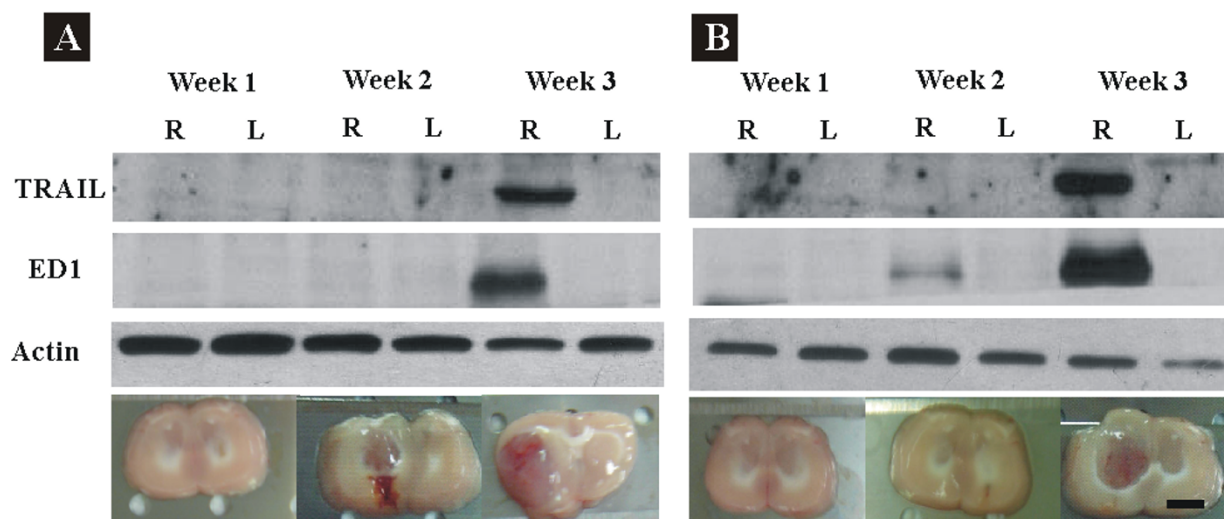 A B
Week 1 Week 2 Week 3 Week 1 Week 2 Week 3
R L R L R L R L R L R L
TRAIL
ED1
Actin